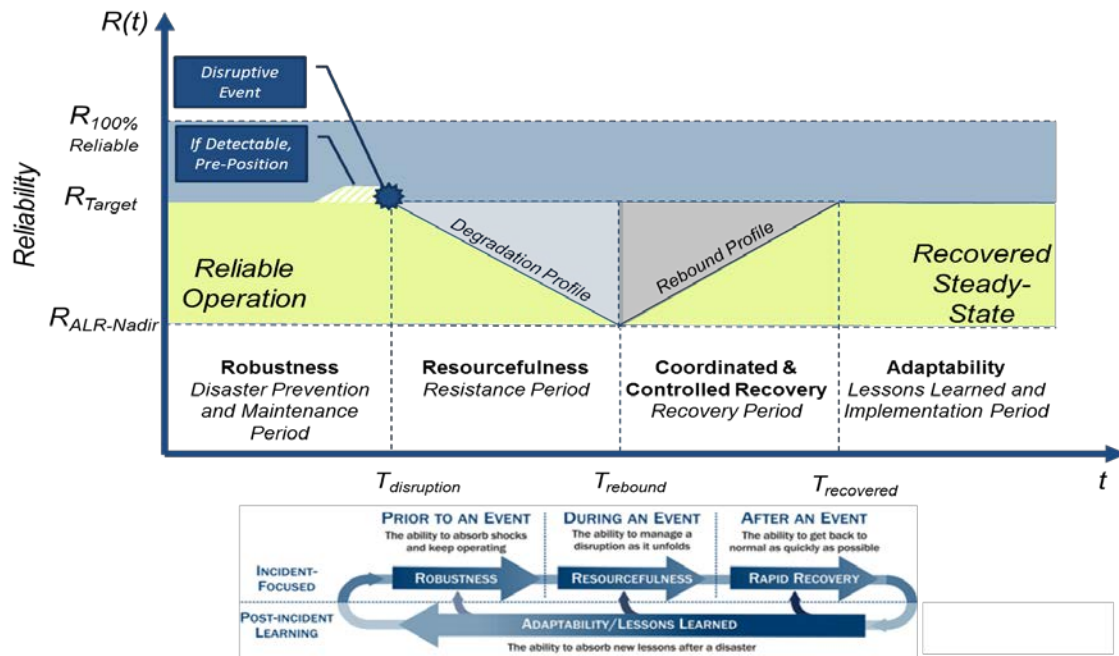 R(t)
Disruptive
Event
R100%
Reliable
If Detectable,
Pre-Position
RTarget
Reliability
Degradation Profile
Rebound Profile
Reliable
Operation
Recovered
Steady-
State
RALR-Nadir
Robustness
Disaster Prevention
and Maintenance
Period
Resourcefulness
Resistance Period
Coordinated &
Controlled Recovery
Recovery Period
Adaptability
Lessons Learned and
Implementation Period
Tdisruption
Trebound
Trecovered
t
PRIOR TO AN EVENT
The ability to absorb shocks
and keep operating
DURING AN EVENT
The ability to manage a
disruption as it unfolds
AFTER AN EVENT
The ability to get back to
normal as quickly as possible
INCIDENT-
FOCUSED
ROBUSTNESS
RESOURCEFULNESS
RAPID RECOVERY
POST-INCIDENT
LEARNING
ADAPTABILITY/LESSONS LEARNED
The ability to absorb new lessons after a disaster